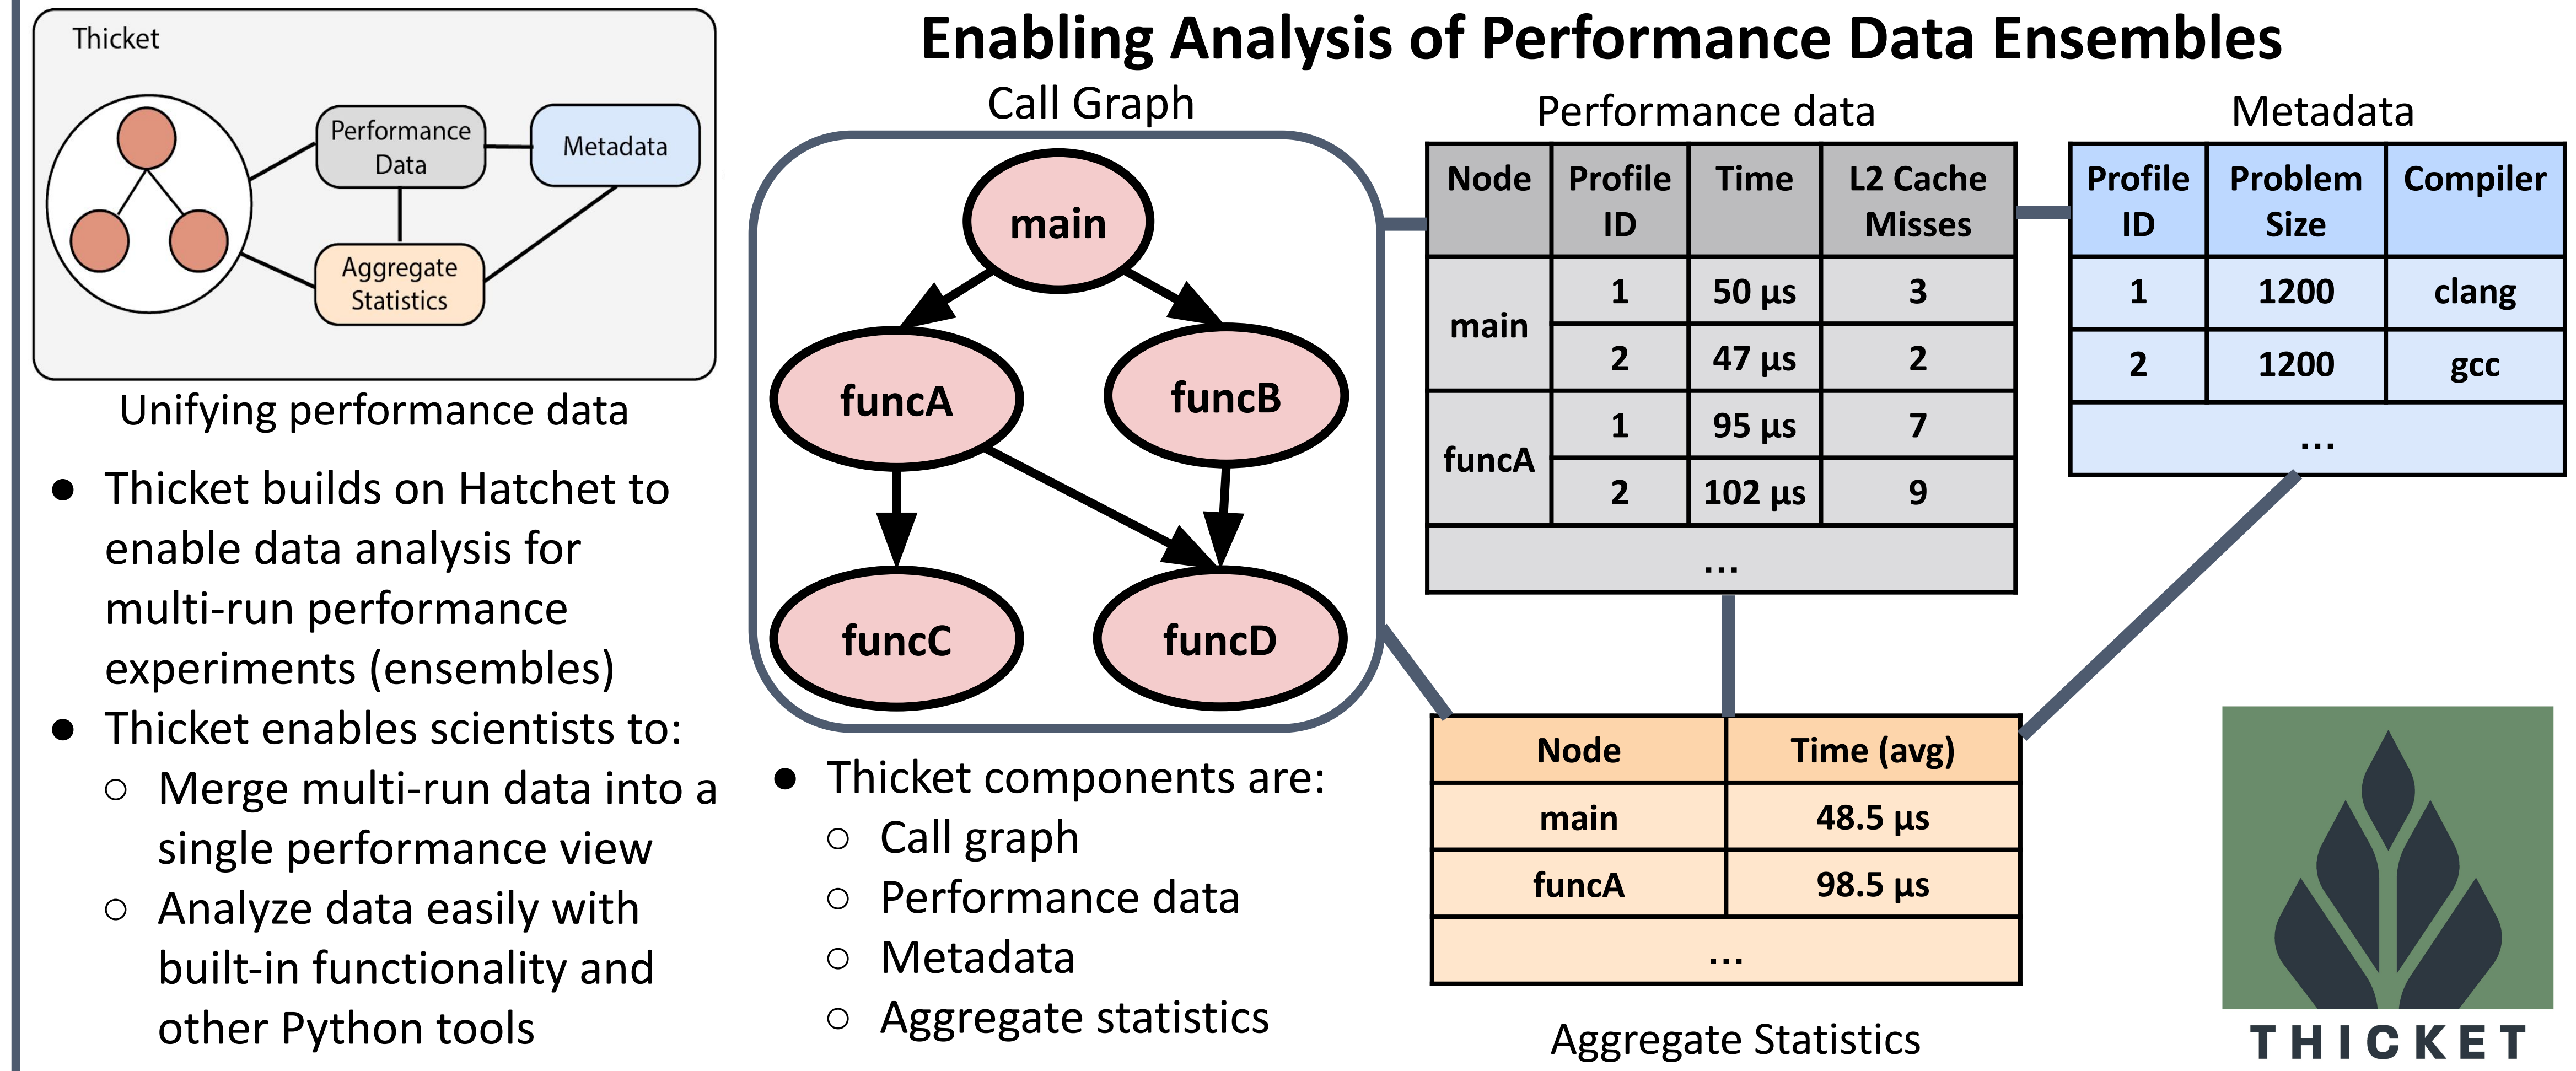 Enabling Analysis of Performance Data Ensembles
Thicket
Performance
Data
Metadata
Aggregate
Statistics
Unifying performance data
● Thicket builds on Hatchet to
enable data analysis for
multi-run performance
experiments (ensembles)
● Thicket enables scientists to:
○ Merge multi-run data into a
single performance view
○ Analyze data easily with
built-in functionality and
other Python tools
Call Graph
main
funcA funcB
funcC funcD
● Thicket components are:
○ Call graph
○ Performance data
○ Metadata
○ Aggregate statistics
Performance data
Node Profile ID Time L2 Cache Misses
main 1 50 µs 3
2 47 µs 2
funcA 1 95 µs 7
2 102 µs 9
...
Metadata
Profile ID Problem Size Compiler
1 1200 clang
2 1200 gcc
...
Node Time (avg)
main 48.5 µs
funcA 98.5 µs
...
Aggregate Statistics
THICKET